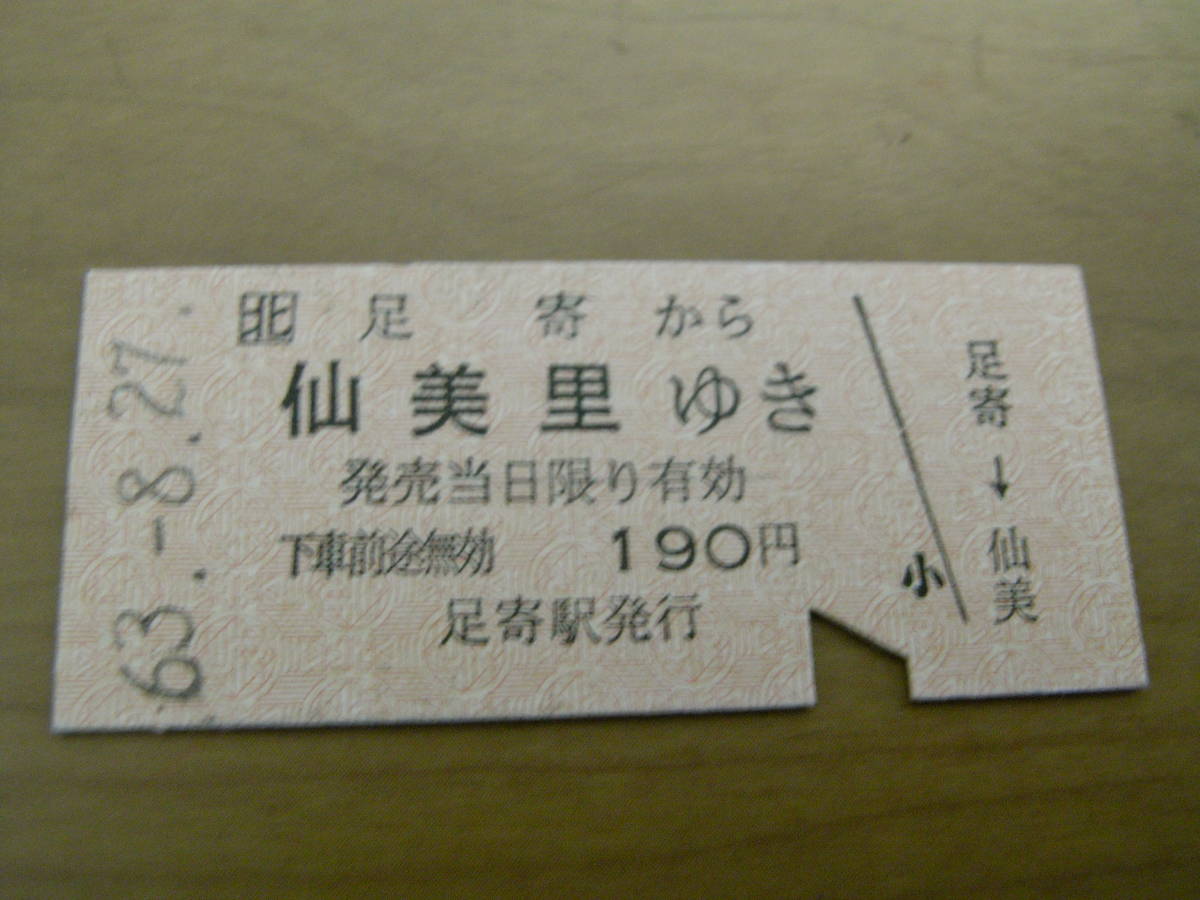 63.-8.27.
北 足寄から
仙美里ゆき
発売当日限り有効
下車前途無効 190円
足寄駅発行
小
足寄→仙美